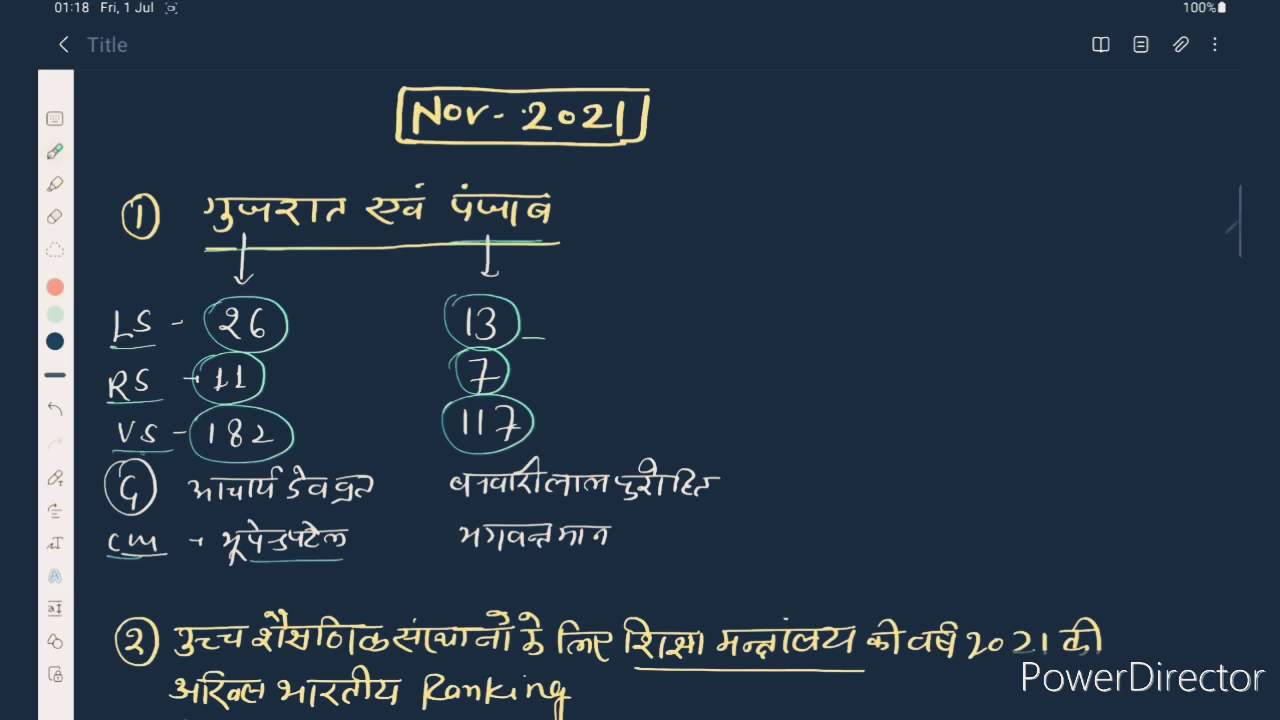 01:18 Fri, 1 Jul 100%
Title
Nov- 2021
① गुजरात एवं पंजाब
LS - 26 13
RS - 11 7
VS - 182 117
G आचार्य देवव्रत बनवारीलाल पुरोहित
CM - भूपेन्द्र पटेल भगवन्त मान
② उच्च शैक्षणिक संस्थानों के लिए शिक्षा मन्त्रालय की वर्ष 2021 की
अखिल भारतीय Ranking
PowerDirector